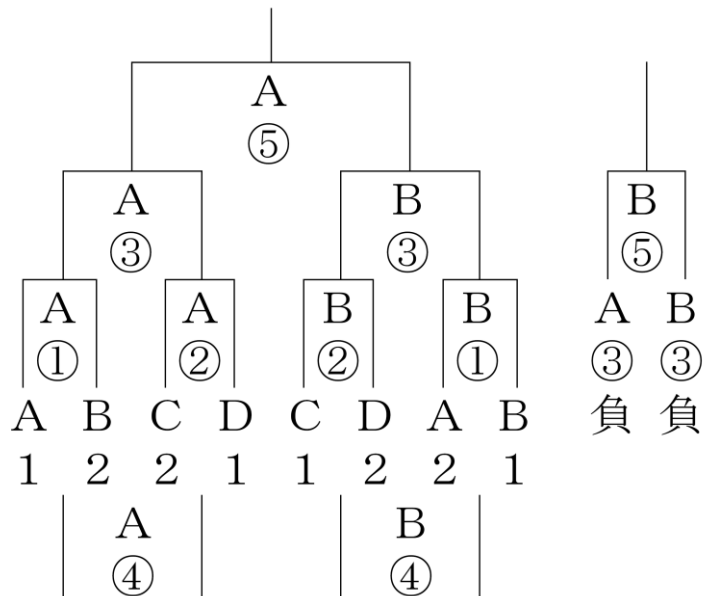 A
⑤
A B B
③ ③ ⑤
A A B B A B
① ② ② ① ③ ③
A B C D C D A B 負 負
1 2 2 1 1 2 2 1
A B
④ ④